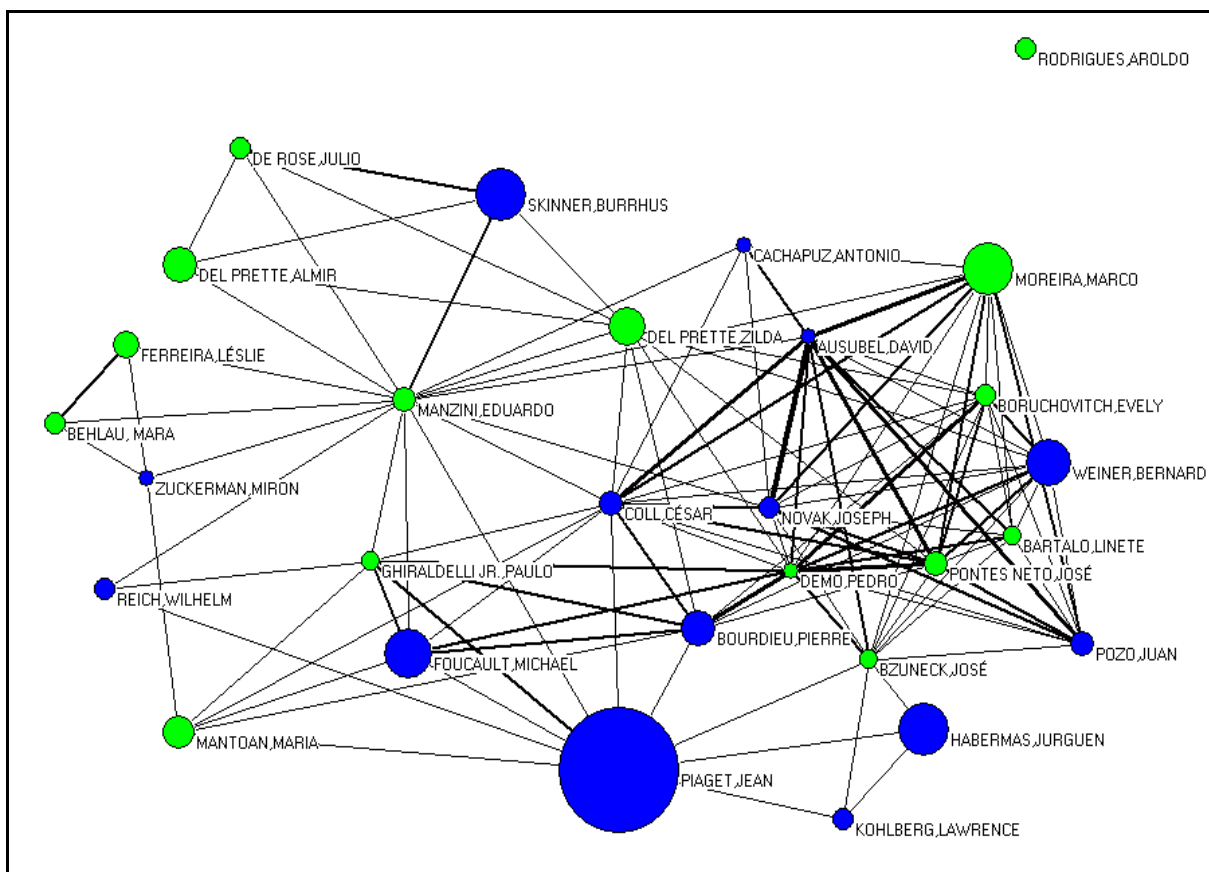 RODRIGUES,AROLDO
DE ROSE,JULIO
SKINNER,BURRHUS
CACHAPUZ,ANTONIO
DEL PRETTE,ALMIR
MOREIRA,MARCO
DEL PRETTE,ZILDA
AUSUBEL,DAVID
FERREIRA,LÉSLIE
MANZINI,EDUARDO
BORUCHOVITCH,EVELY
BEHLAU, MARA
WEINER,BERNARD
ZUCKERMAN,MIRON
COLL,CÉSAR
NOVAK,JOSEPH
BARTALO,LINETE
GHIRALDELLI JR.,PAULO
DEMO,PEDRO
PONTES NETO,JOSÉ
REICH,WILHELM
BOURDIEU,PIERRE
POZO,JUAN
FOUCAULT,MICHAEL
BZUNECK,JOSÉ
MANTOAN,MARIA
HABERMAS,JURGUEN
PIAGET,JEAN
KOHLBERG,LAWRENCE